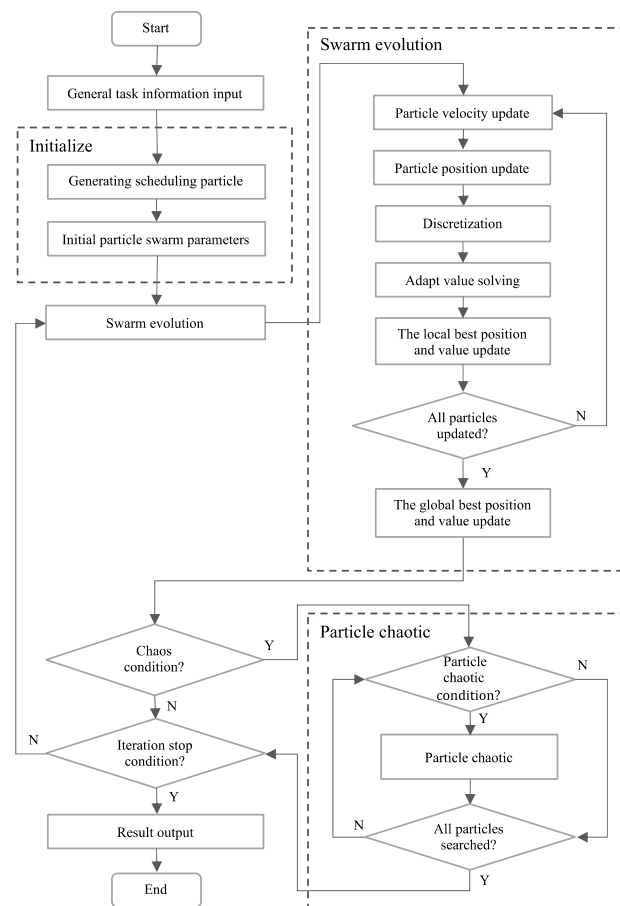 Start
General task information input
Initialize
Generating scheduling particle
Initial particle swarm parameters
Swarm evolution
Swarm evolution
Particle velocity update
Particle position update
Discretization
Adapt value solving
The local best position
and value update
All particles
updated?
N
Y
The global best position
and value update
Chaos
condition?
Y
N
Iteration stop
condition?
N
Y
Result output
End
Particle chaotic
Particle
chaotic
condition?
N
Y
Particle chaotic
All particles
searched?
N
Y